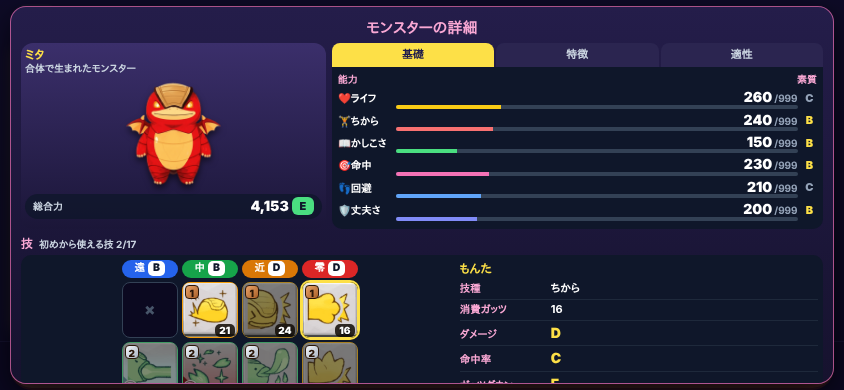 モンスターの詳細
ミタ
合体で生まれたモンスター
総合力 4,153 E
基礎 特徴 適性
能力 素質
ライフ 260 /999 C
ちから 240 /999 B
かしこさ 150 /999 B
命中 230 /999 B
回避 210 /999 C
丈夫さ 200 /999 B
技 初めから使える技 2/17
遠 B 中 B 近 D 零 D
× 1 21 1 24 1 16
2 2 2 2
もんた
技種 ちから
消費ガッツ 16
ダメージ D
命中率 C